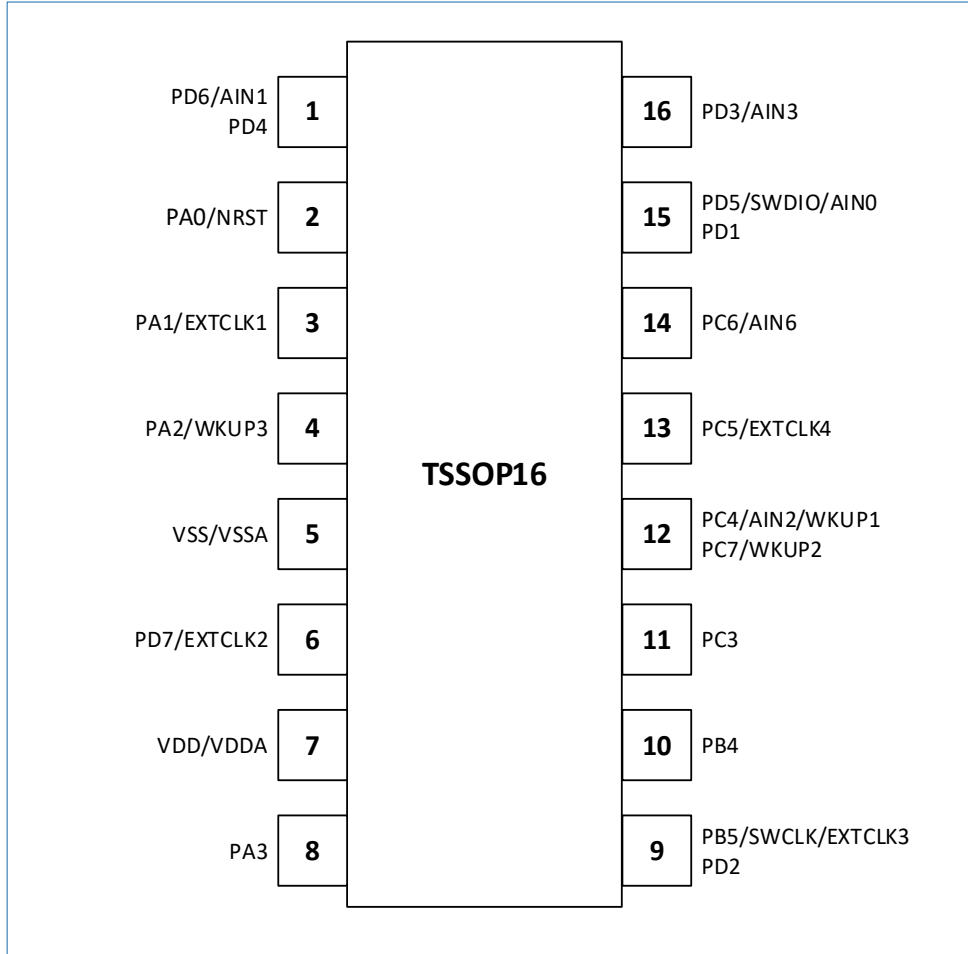 PD6/AIN1
PD4
1
16
PD3/AIN3
PA0/NRST
2
15
PD5/SWDIO/AIN0
PD1
PA1/EXTCLK1
3
14
PC6/AIN6
PA2/WKUP3
4
13
PC5/EXTCLK4
TSSOP16
VSS/VSSA
5
12
PC4/AIN2/WKUP1
PC7/WKUP2
PD7/EXTCLK2
6
11
PC3
VDD/VDDA
7
10
PB4
PA3
8
9
PB5/SWCLK/EXTCLK3
PD2